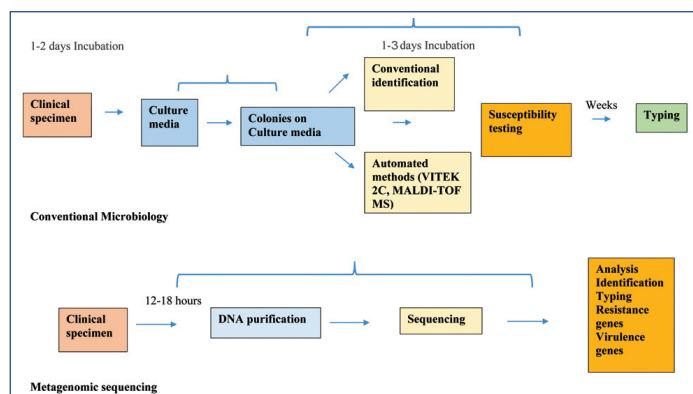 1-2 days Incubation
1-3 days Incubation
Clinical
specimen
Culture
media
Colonies on
Culture media
Conventional
identification
Automated
methods (VITEK
2C, MALDI-TOF
MS)
Susceptibility
testing
Weeks
Typing
Conventional Microbiology
12-18 hours
Clinical
specimen
DNA purification
Sequencing
Analysis
Identification
Typing
Resistance
genes
Virulence
genes
Metagenomic sequencing